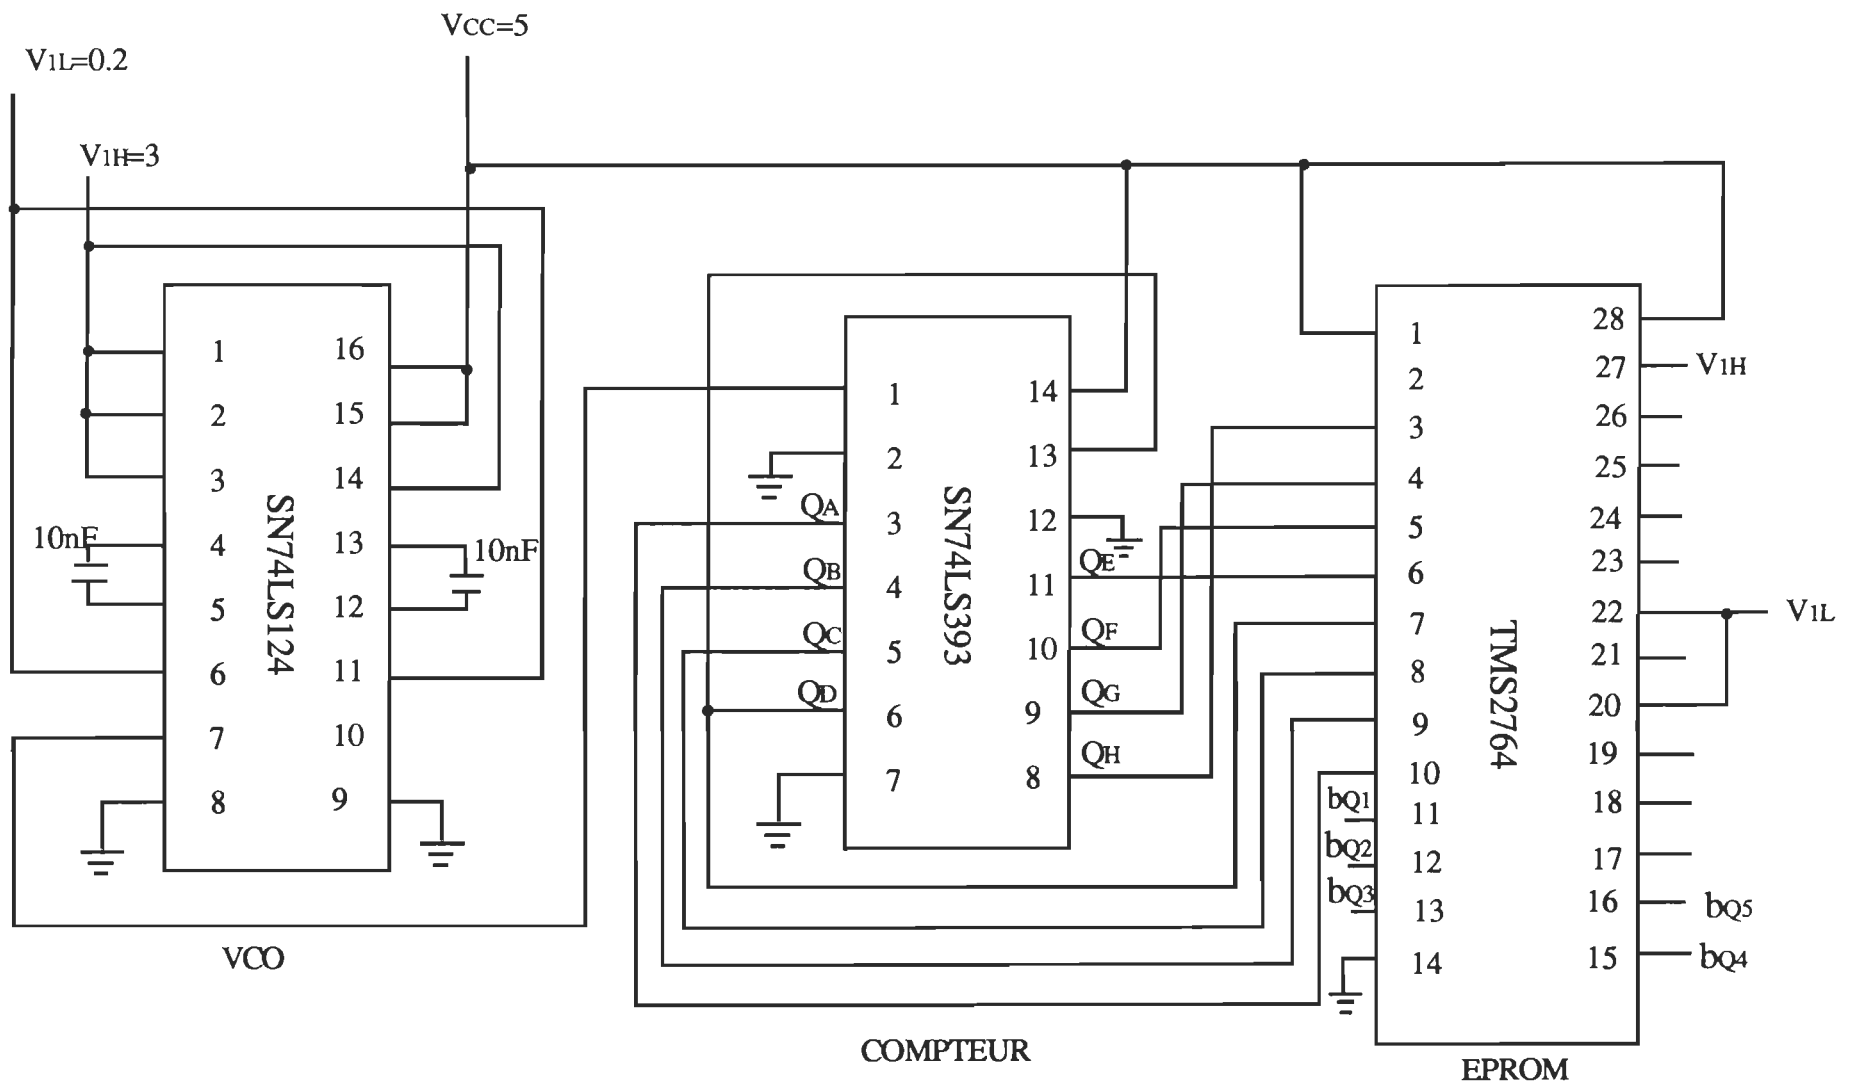 VCC=5
V1L=0.2
V1H=3
1 16
2 15
3 14
4 13
5 12
6 11
7 10
8 9
SN74LS124
10nF
10nF
VCO
1 14
2 13
3 12
4 11
5 10
6 9
7 8
SN74LS393
QA
QB
QC
QD
QE
QF
QG
QH
COMPTEUR
1 28
2 27
3 26
4 25
5 24
6 23
7 22
8 21
9 20
10 19
11 18
12 17
13 16
14 15
TMS2764
V1H
V1L
bQ1
bQ2
bQ3
bQ5
bQ4
EPROM